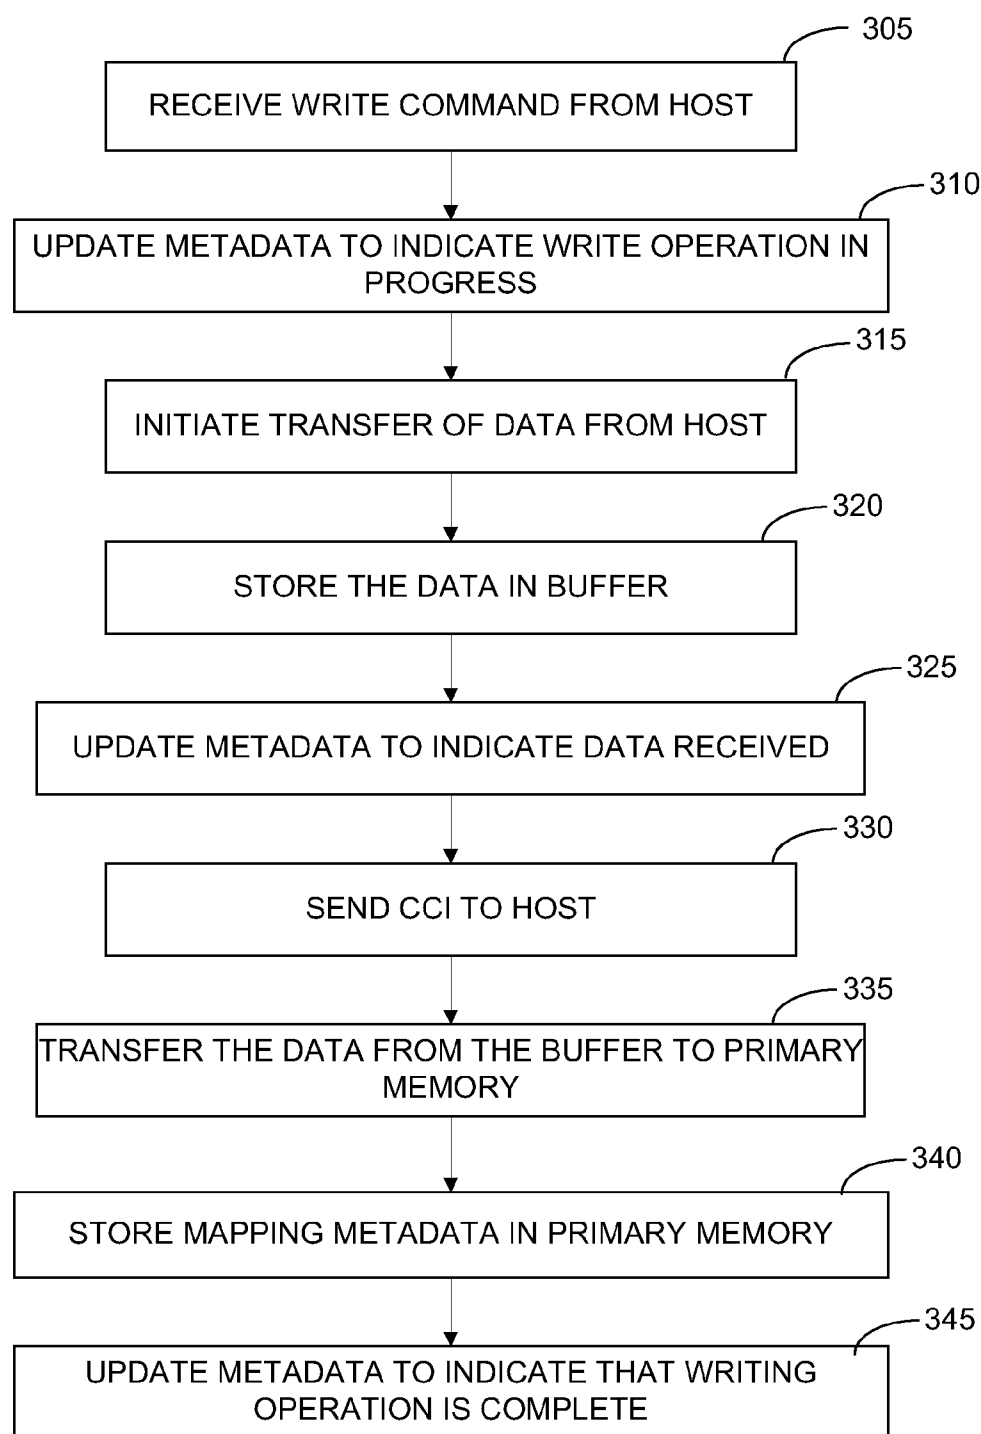 305
RECEIVE WRITE COMMAND FROM HOST
310
UPDATE METADATA TO INDICATE WRITE OPERATION IN
PROGRESS
315
INITIATE TRANSFER OF DATA FROM HOST
320
STORE THE DATA IN BUFFER
325
UPDATE METADATA TO INDICATE DATA RECEIVED
330
SEND CCI TO HOST
335
TRANSFER THE DATA FROM THE BUFFER TO PRIMARY
MEMORY
340
STORE MAPPING METADATA IN PRIMARY MEMORY
345
UPDATE METADATA TO INDICATE THAT WRITING
OPERATION IS COMPLETE